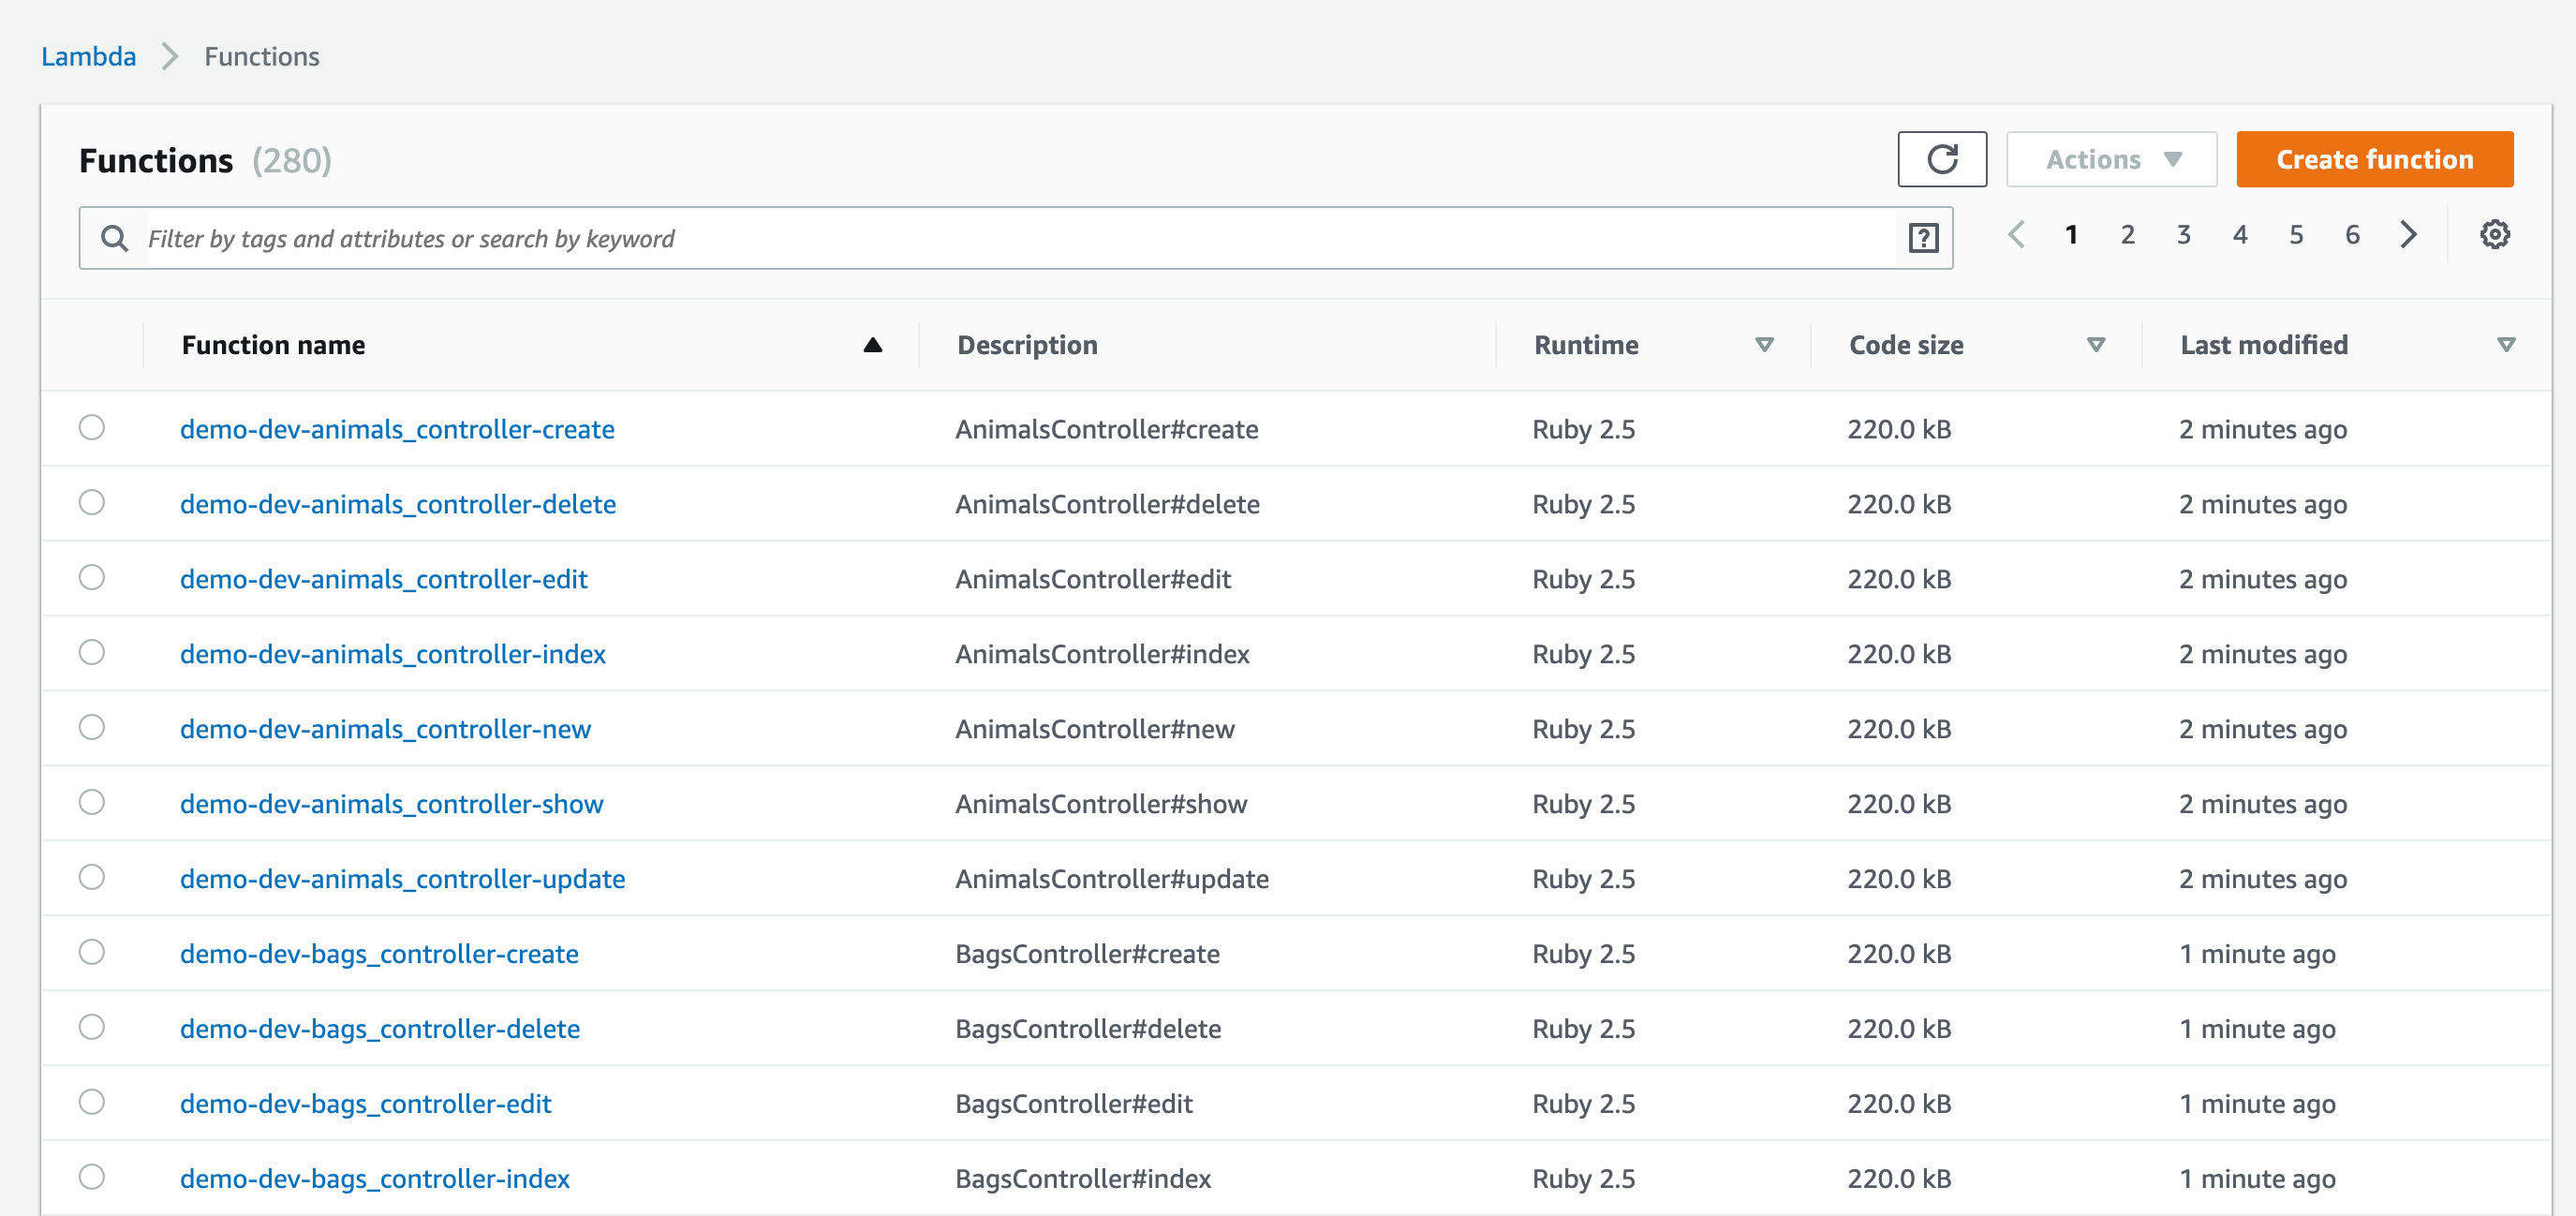 Lambda > Functions
Functions (280)
Actions Create function
Filter by tags and attributes or search by keyword ? 1 2 3 4 5 6
Function name Description Runtime Code size Last modified
demo-dev-animals_controller-create AnimalsController#create Ruby 2.5 220.0 kB 2 minutes ago
demo-dev-animals_controller-delete AnimalsController#delete Ruby 2.5 220.0 kB 2 minutes ago
demo-dev-animals_controller-edit AnimalsController#edit Ruby 2.5 220.0 kB 2 minutes ago
demo-dev-animals_controller-index AnimalsController#index Ruby 2.5 220.0 kB 2 minutes ago
demo-dev-animals_controller-new AnimalsController#new Ruby 2.5 220.0 kB 2 minutes ago
demo-dev-animals_controller-show AnimalsController#show Ruby 2.5 220.0 kB 2 minutes ago
demo-dev-animals_controller-update AnimalsController#update Ruby 2.5 220.0 kB 2 minutes ago
demo-dev-bags_controller-create BagsController#create Ruby 2.5 220.0 kB 1 minute ago
demo-dev-bags_controller-delete BagsController#delete Ruby 2.5 220.0 kB 1 minute ago
demo-dev-bags_controller-edit BagsController#edit Ruby 2.5 220.0 kB 1 minute ago
demo-dev-bags_controller-index BagsController#index Ruby 2.5 220.0 kB 1 minute ago